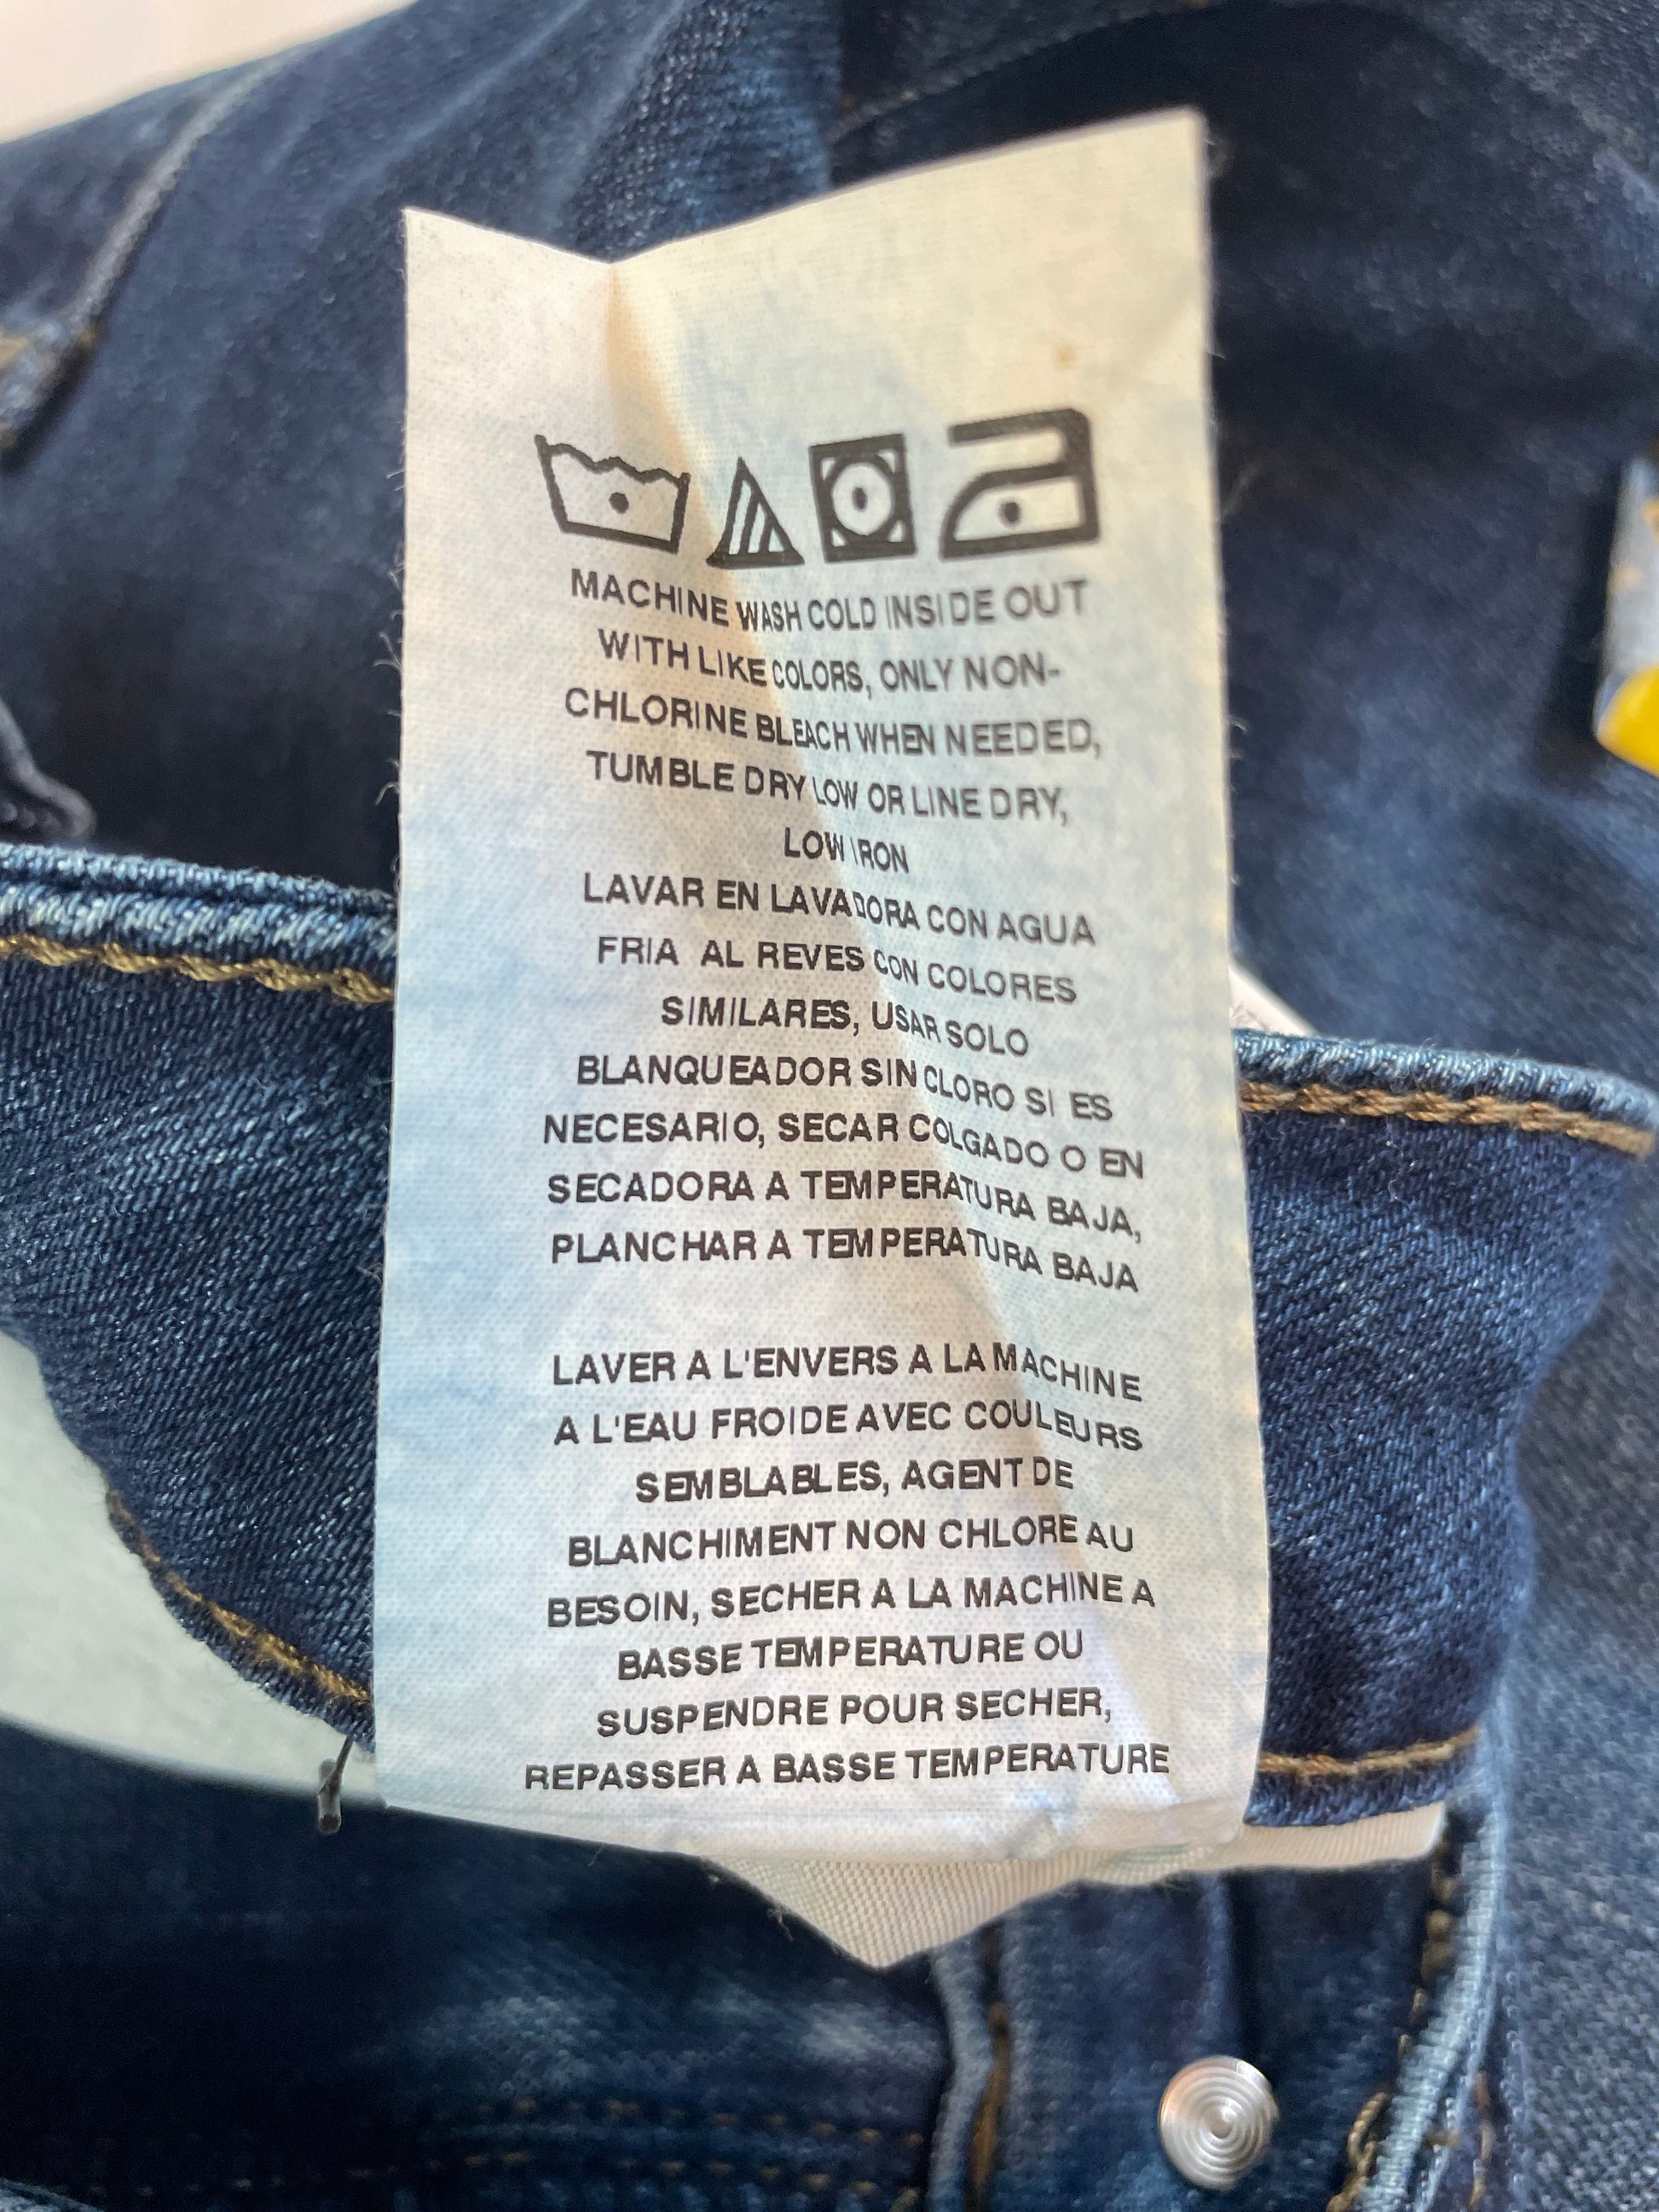 MACHINE WASH COLD INSIDE OUT
WITH LIKE COLORS, ONLY NON-
CHLORINE BLEACH WHEN NEEDED,
TUMBLE DRY LOW OR LINE DRY,
LOW IRON
LAVAR EN LAVADORA CON AGUA
FRIA AL REVES CON COLORES
SIMILARES, USAR SOLO
BLANQUEADOR SIN CLORO SI ES
NECESARIO, SECAR COLGADO O EN
SECADORA A TEMPERATURA BAJA,
PLANCHAR A TEMPERATURA BAJA
LAVER A L'ENVERS A LA MACHINE
A L'EAU FROIDE AVEC COULEURS
SEMBLABLES, AGENT DE
BLANCHIMENT NON CHLORE AU
BESOIN, SECHER A LA MACHINE A
BASSE TEMPERATURE OU
SUSPENDRE POUR SECHER,
REPASSER A BASSE TEMPERATURE